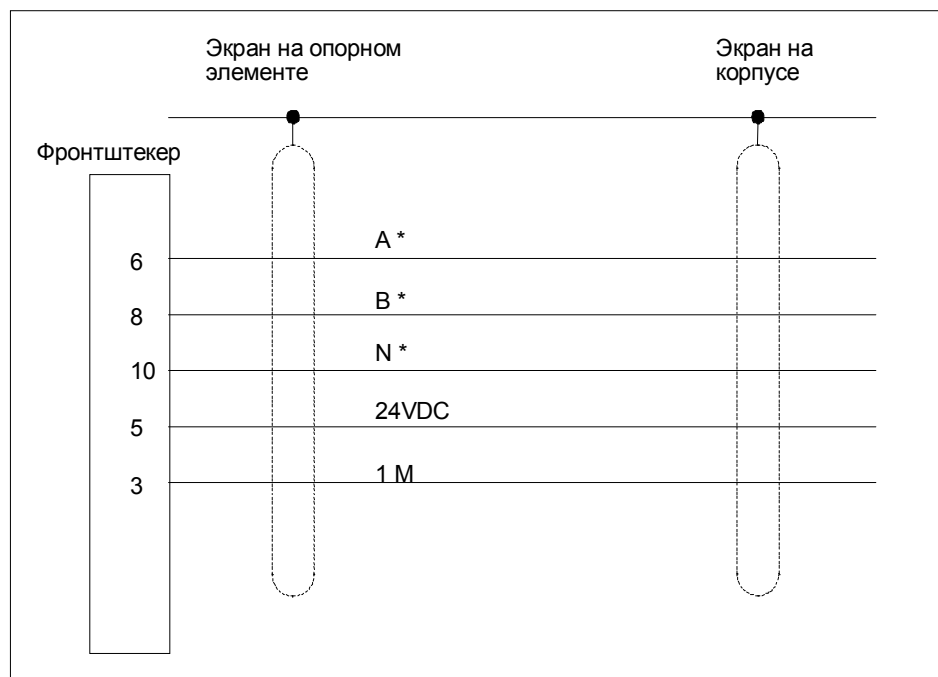 Экран на опорном
элементе
Экран на
корпусе
Фронтштекер
A *
6
B *
8
N *
10
24VDC
5
1 M
3